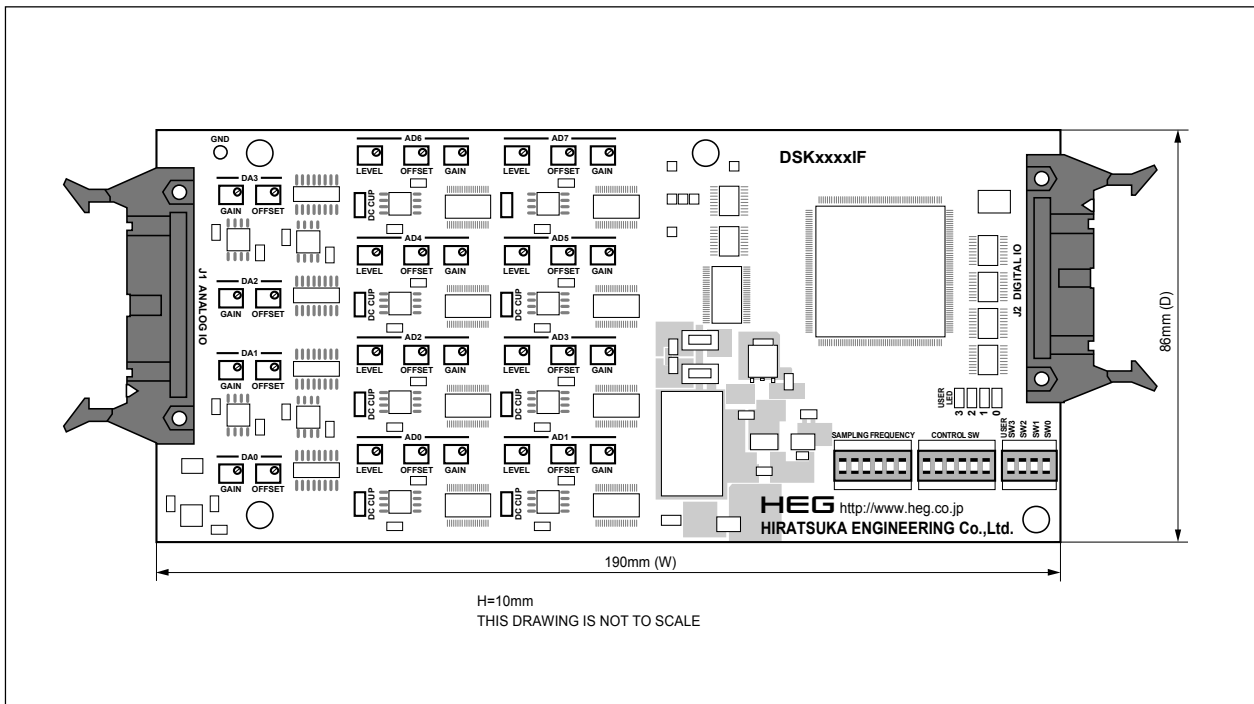 GND
DSKxxxxIF
DA3
GAIN OFFSET
DA2
GAIN OFFSET
DA1
GAIN OFFSET
DA0
GAIN OFFSET
J1 ANALOG IO
AD6
LEVEL OFFSET GAIN
DC CUP
AD7
LEVEL OFFSET GAIN
AD4
LEVEL OFFSET GAIN
DC CUP
AD5
LEVEL OFFSET GAIN
DC CUP
AD2
LEVEL OFFSET GAIN
DC CUP
AD3
LEVEL OFFSET GAIN
DC CUP
AD0
LEVEL OFFSET GAIN
DC CUP
AD1
LEVEL OFFSET GAIN
DC CUP
J2 DIGITAL IO
USER
LED
3
2
1
0
SAMPLING FREQUENCY
CONTROL SW
USER
SW3
SW2
SW1
SW0
HEG http://www.heg.co.jp
HIRATSUKA ENGINEERING Co.,Ltd.
86mm (D)
190mm (W)
H=10mm
THIS DRAWING IS NOT TO SCALE